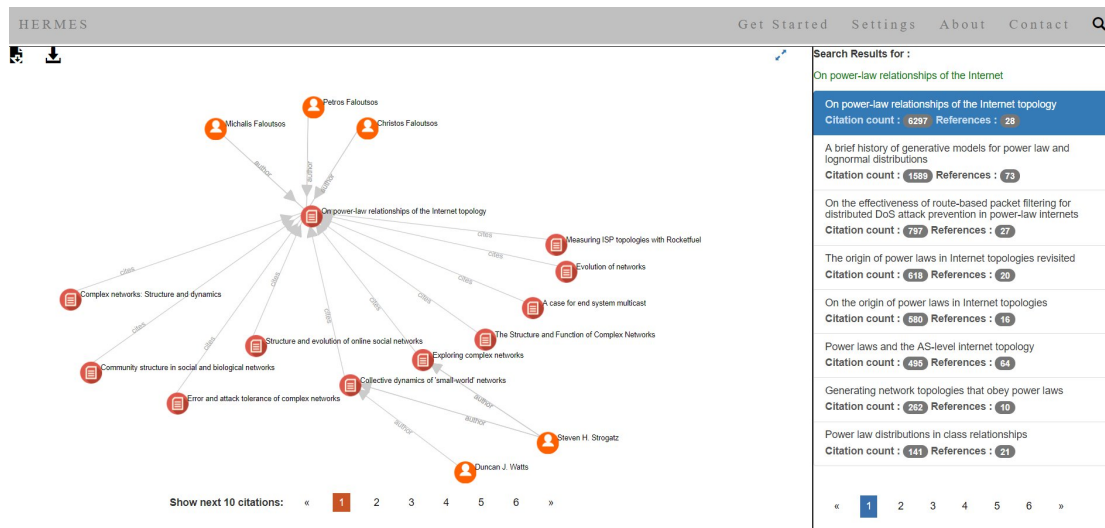 HERMES
Get Started Settings About Contact
Petros Faloutsos
Michalis Faloutsos
Christos Faloutsos
author
author
author
On power-law relationships of the Internet topology
cites
Measuring ISP topologies with Rocketfuel
cites
Evolution of networks
cites
cites
Complex networks: Structure and dynamics
cites
cites
cites
A case for end system multicast
cites
cites
cites
The Structure and Function of Complex Networks
Structure and evolution of online social networks
Exploring complex networks
Community structure in social and biological networks
Collective dynamics of 'small-world' networks
Error and attack tolerance of complex networks
author
author
author
Steven H. Strogatz
Duncan J. Watts
Show next 10 citations: « 1 2 3 4 5 6 »
Search Results for :
On power-law relationships of the Internet
On power-law relationships of the Internet topology
Citation count : 6297 References : 28
A brief history of generative models for power law and
lognormal distributions
Citation count : 1589 References : 73
On the effectiveness of route-based packet filtering for
distributed DoS attack prevention in power-law internets
Citation count : 797 References : 27
The origin of power laws in Internet topologies revisited
Citation count : 618 References : 20
On the origin of power laws in Internet topologies
Citation count : 580 References : 16
Power laws and the AS-level internet topology
Citation count : 495 References : 64
Generating network topologies that obey power laws
Citation count : 262 References : 10
Power law distributions in class relationships
Citation count : 141 References : 21
« 1 2 3 4 5 6 »